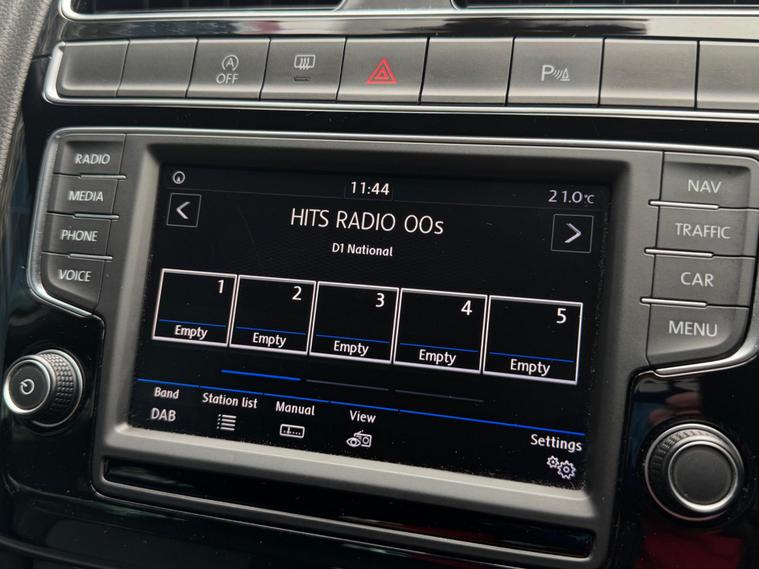 OFF
P
RADIO
MEDIA
PHONE
VOICE
NAV
TRAFFIC
CAR
MENU
11:44
21.0°C
HITS RADIO 00s
D1 National
1 2 3 4 5
Empty Empty Empty Empty Empty
Band Station list Manual View Settings
DAB